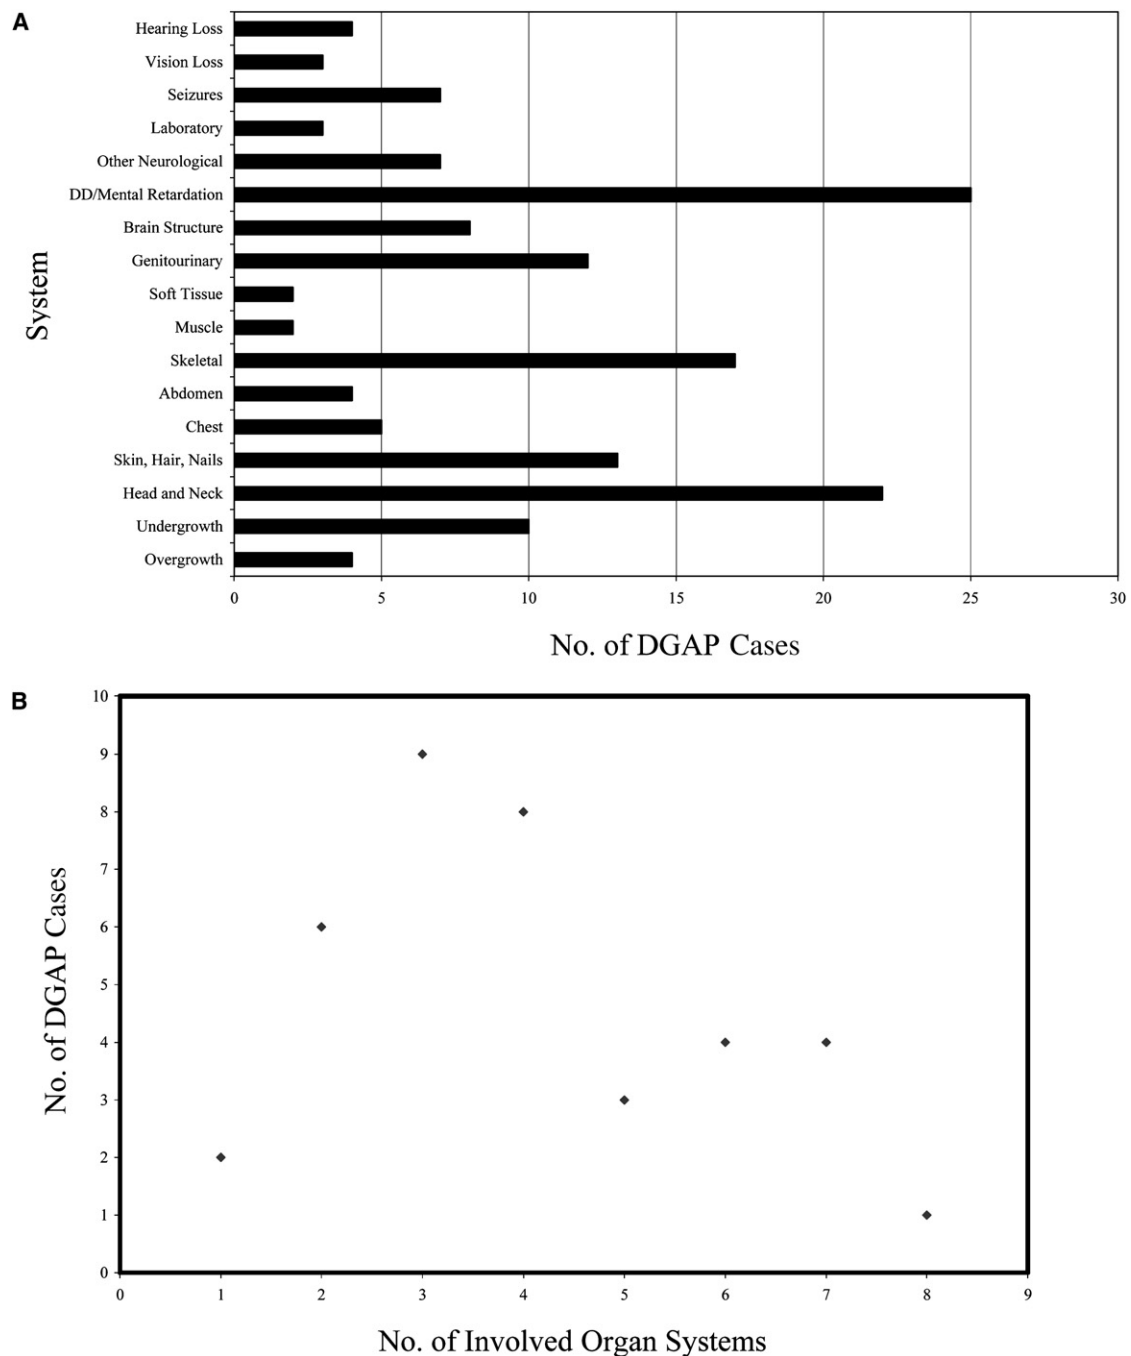 A
Hearing Loss
Vision Loss
Seizures
Laboratory
Other Neurological
DD/Mental Retardation
Brain Structure
Genitourinary
Soft Tissue
Muscle
Skeletal
Abdomen
Chest
Skin, Hair, Nails
Head and Neck
Undergrowth
Overgrowth
System
0 5 10 15 20 25 30
No. of DGAP Cases
B
10
9
8
7
6
5
4
3
2
1
0
No. of DGAP Cases
0 1 2 3 4 5 6 7 8 9
No. of Involved Organ Systems